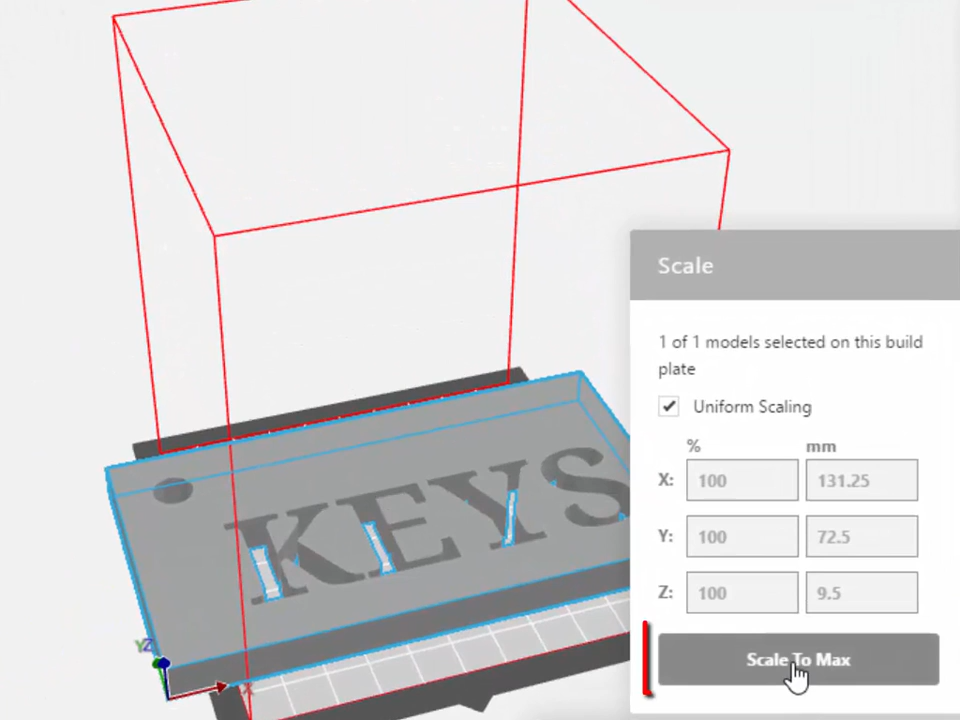 Scale
1 of 1 models selected on this build
plate
Uniform Scaling
% mm
X: 100 131.25
Y: 100 72.5
Z: 100 9.5
Scale To Max
KEYS
YZ
X